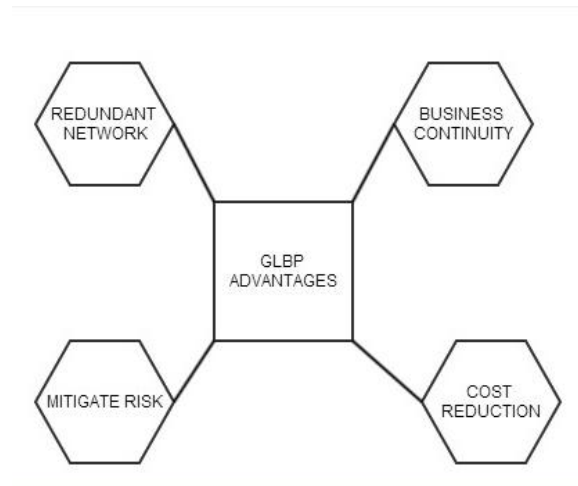 REDUNDANT
NETWORK
BUSINESS
CONTINUITY
GLBP
ADVANTAGES
MITIGATE RISK
COST
REDUCTION